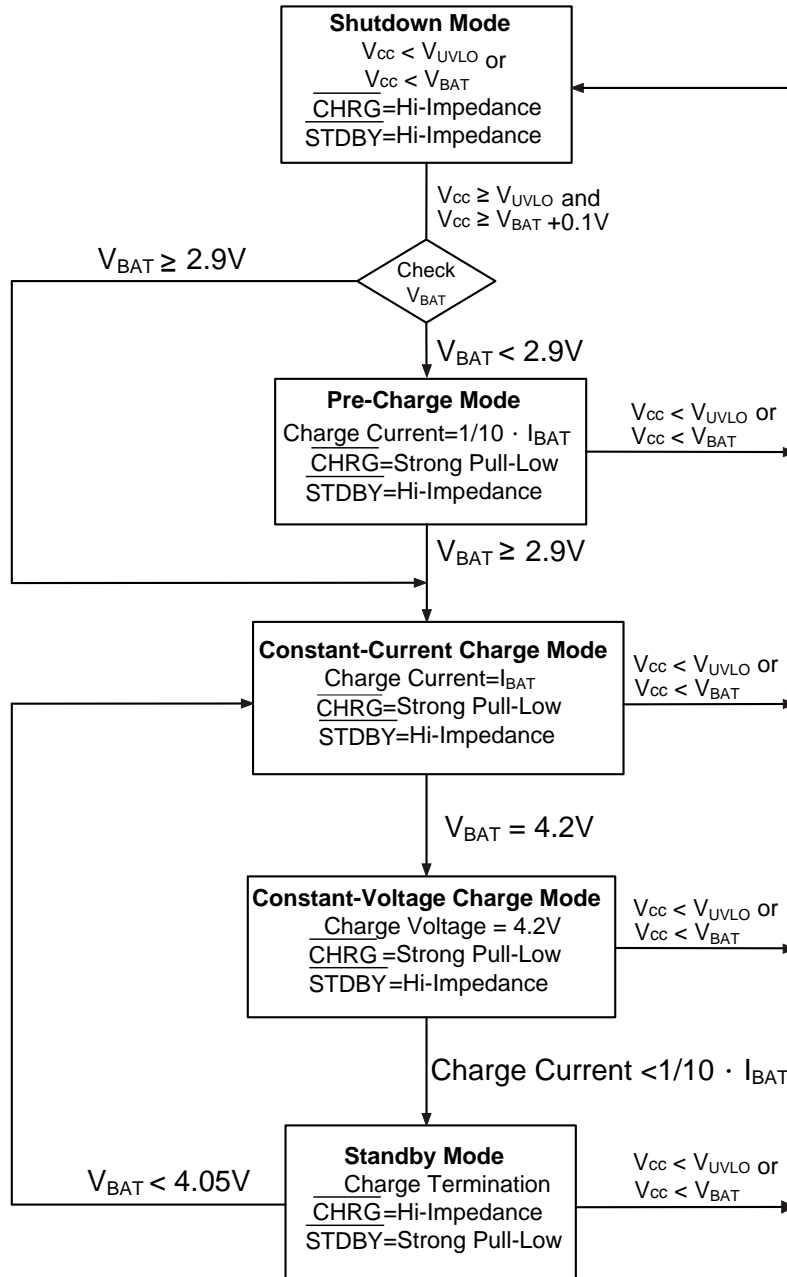 Shutdown Mode
Vcc < VUVLO or
Vcc < VBAT
CHRG=Hi-Impedance
STDBY=Hi-Impedance
Vcc ≥ VUVLO and
Vcc ≥ VBAT +0.1V
VBAT ≥ 2.9V
Check
VBAT
VBAT < 2.9V
Pre-Charge Mode
Charge Current=1/10 · IBAT
CHRG=Strong Pull-Low
STDBY=Hi-Impedance
Vcc < VUVLO or
Vcc < VBAT
VBAT ≥ 2.9V
Constant-Current Charge Mode
Charge Current=IBAT
CHRG=Strong Pull-Low
STDBY=Hi-Impedance
Vcc < VUVLO or
Vcc < VBAT
VBAT = 4.2V
Constant-Voltage Charge Mode
Charge Voltage = 4.2V
CHRG =Strong Pull-Low
STDBY=Hi-Impedance
Vcc < VUVLO or
Vcc < VBAT
Charge Current <1/10 · IBAT
VBAT < 4.05V
Standby Mode
Charge Termination
CHRG=Hi-Impedance
STDBY=Strong Pull-Low
Vcc < VUVLO or
Vcc < VBAT